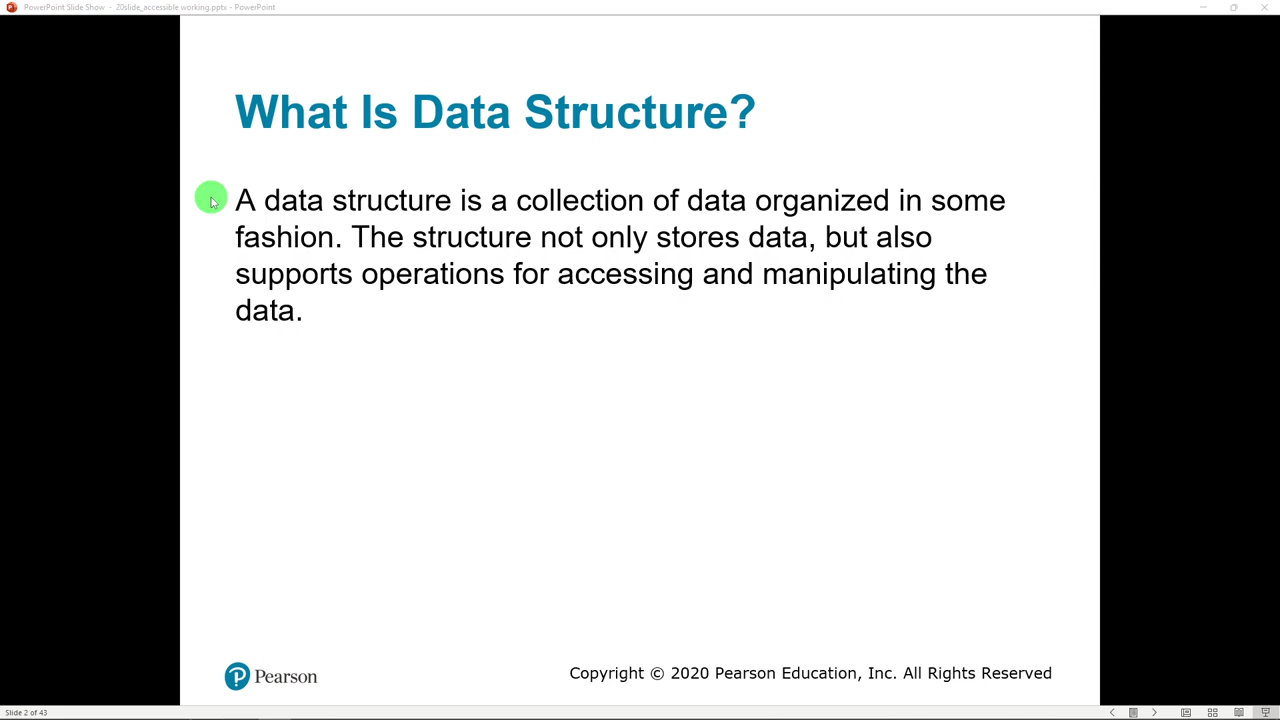 PowerPoint Slide Show - 20slide_accessible.working.pptx - PowerPoint
What Is Data Structure?
A data structure is a collection of data organized in some
fashion. The structure not only stores data, but also
supports operations for accessing and manipulating the
data.
Pearson
Copyright © 2020 Pearson Education, Inc. All Rights Reserved
Slide 2 of 43